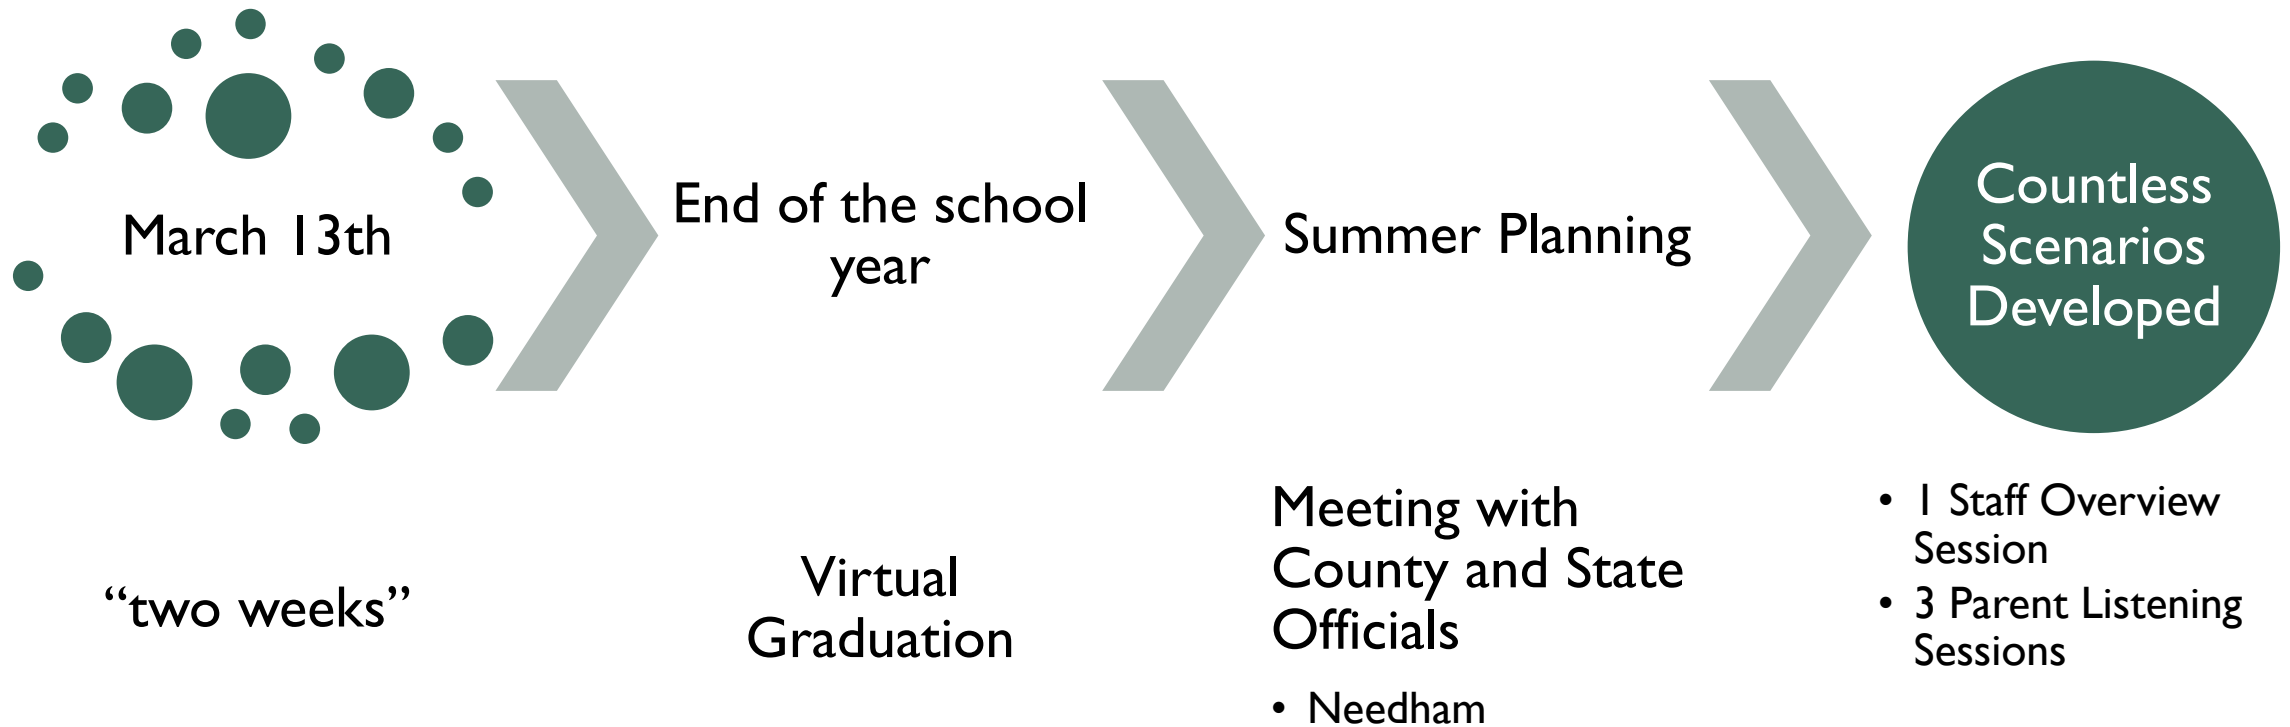 March 13th
“two weeks”
End of the school
year
Virtual
Graduation
Summer Planning
Meeting with
County and State
Officials
• Needham
Countless
Scenarios
Developed
• 1 Staff Overview
Session
• 3 Parent Listening
Sessions